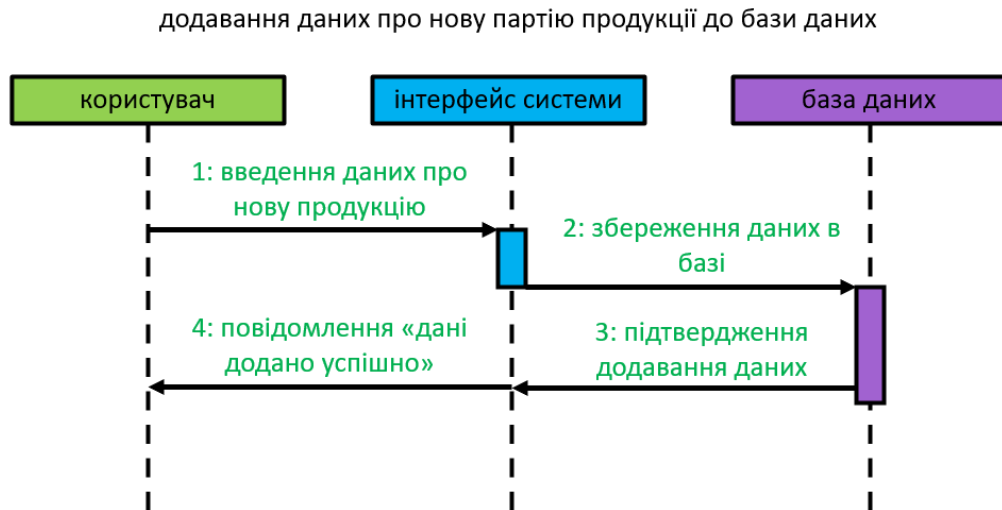 додавання даних про нову партію продукції до бази даних
користувач
інтерфейс системи
база даних
1: введення даних про
нову продукцію
2: збереження даних в
базі
4: повідомлення «дані
додано успішно»
3: підтвердження
додавання даних